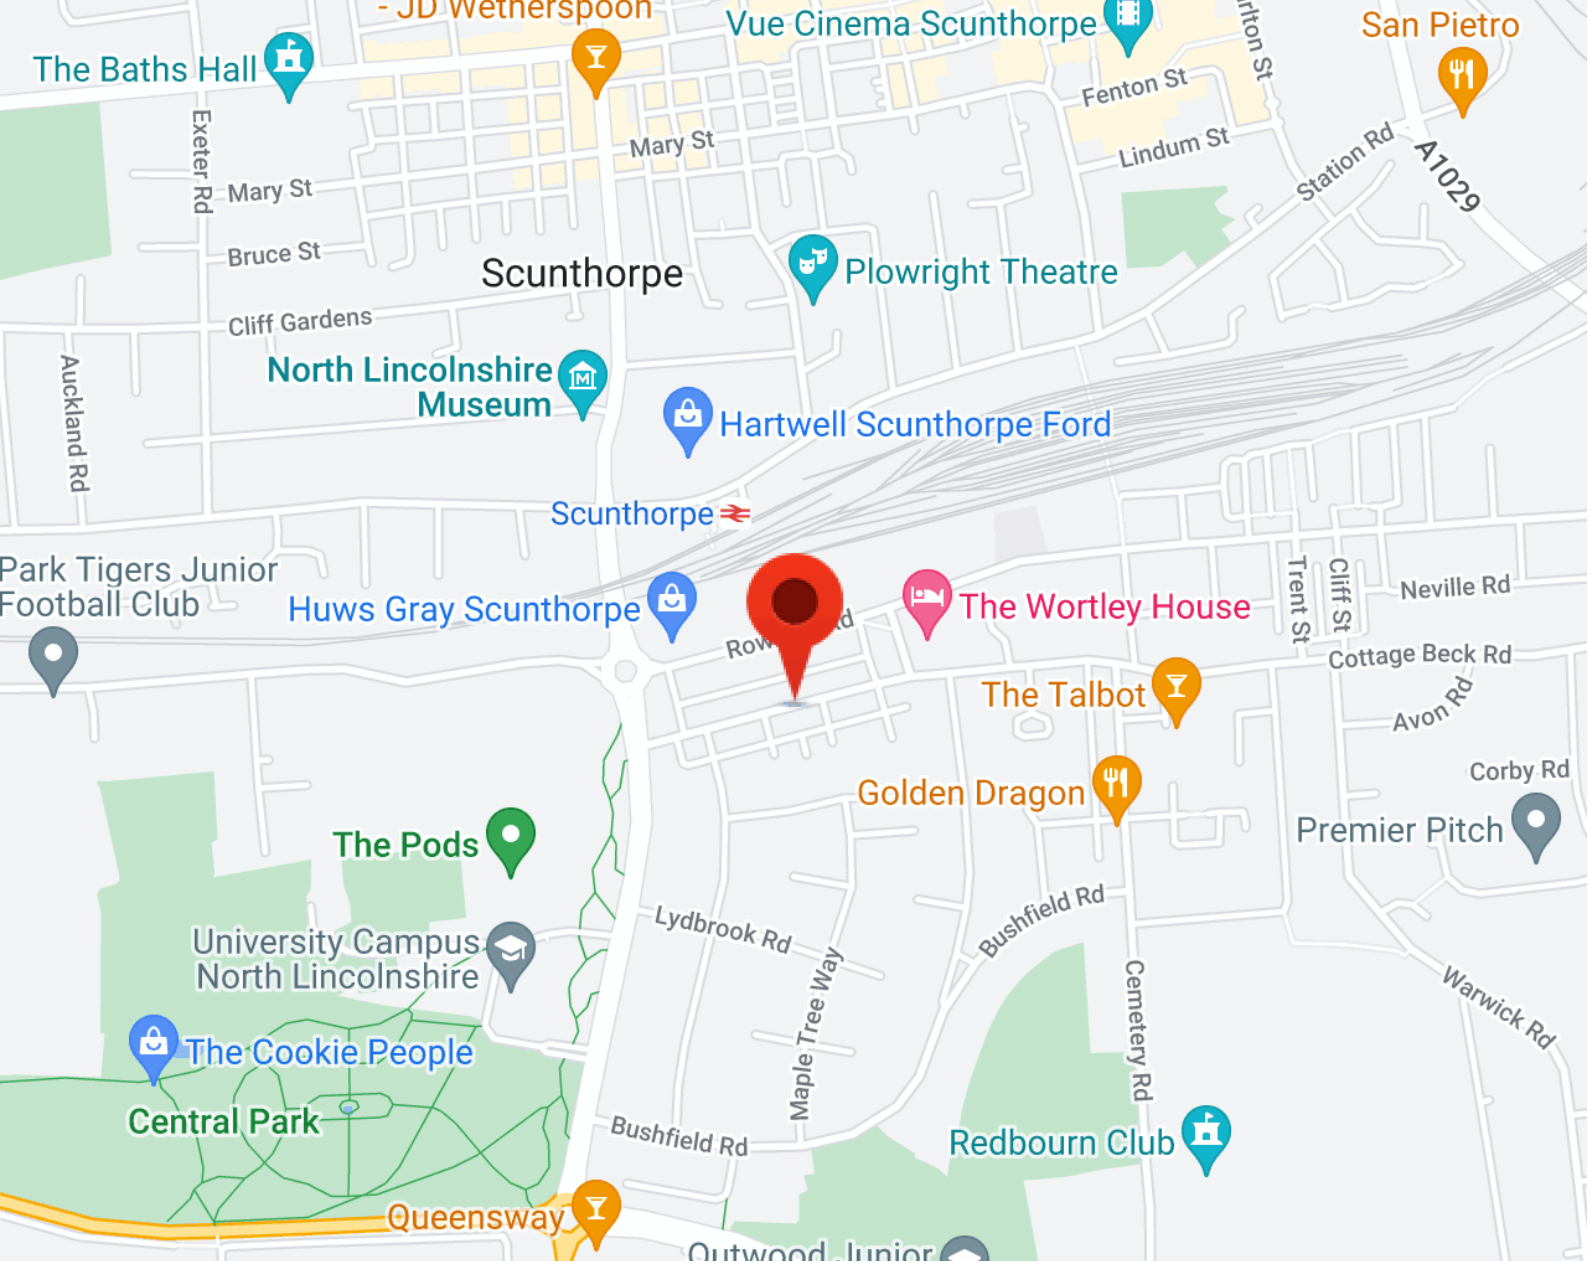 - JD Wetherspoon
Vue Cinema Scunthorpe
San Pietro
The Baths Hall
Fenton St
Exeter Rd
Mary St
Lindum St
Station Rd
A1029
Mary St
Bruce St
Scunthorpe
Plowright Theatre
Cliff Gardens
Auckland Rd
North Lincolnshire
Museum
Hartwell Scunthorpe Ford
Scunthorpe
Park Tigers Junior
Football Club
Huws Gray Scunthorpe
The Wortley House
Trent St
Cliff St
Neville Rd
Cottage Beck Rd
The Talbot
Avon Rd
Golden Dragon
Corby Rd
Premier Pitch
The Pods
Lydbrook Rd
Bushfield Rd
University Campus
North Lincolnshire
Maple Tree Way
Cemetery Rd
Warwick Rd
The Cookie People
Central Park
Bushfield Rd
Redbourn Club
Queensway
Outwood Junior